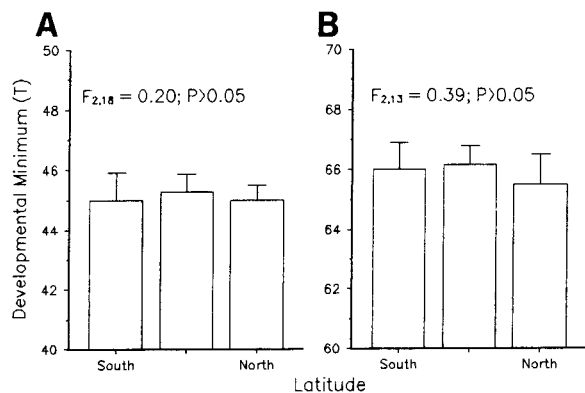 A
B
50
48
46
44
42
40
Developmental Minimum (T)
F2,18 = 0.20; P>0.05
South
North
70
68
66
64
62
60
F2,13 = 0.39; P>0.05
South
North
Latitude